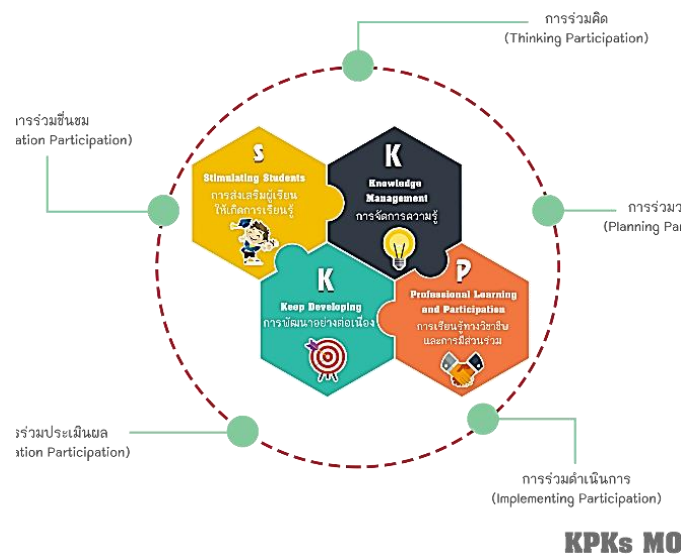 การร่วมคิด
(Thinking Participation)
การร่วมชื่นชม
ation Participation)
S
Stimulating Students
การส่งเสริมผู้เรียน
ให้เกิดการเรียนรู้
K
Knowledge
Management
การจัดการความรู้
การร่วมว
(Planning Par
K
Keep Developing
การพัฒนาอย่างต่อเนื่อง
P
Professional Learning
and Participation
การเรียนรู้ทางวิชาชีพ
และการมีส่วนร่วม
รร่วมประเมินผล
ation Participation)
การร่วมดำเนินการ
(Implementing Participation)
KPKs MO